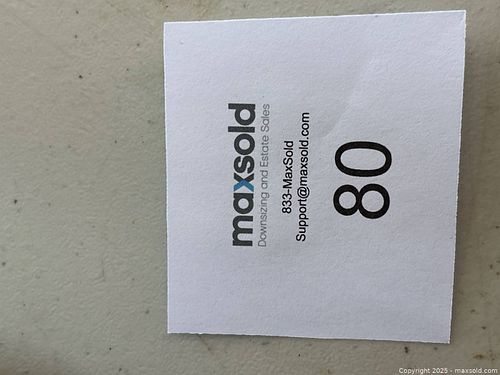 maxsold
Downsizing and Estate Sales
833-MaxSold
Support@maxsold.com
80
Copyright 2025 - maxsold.com